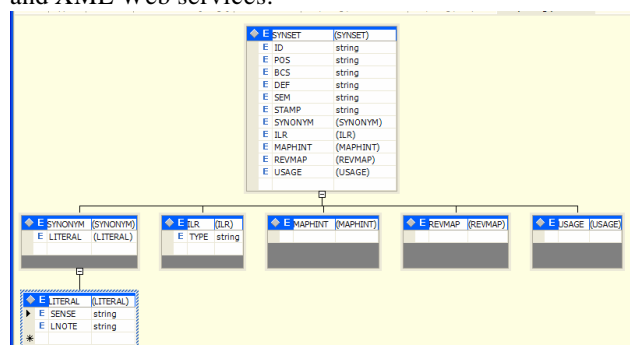 and XML Web services.
E SYNSET (SYNSET)
E ID string
E POS string
E BCS string
E DEF string
E SEM string
E STAMP string
E SYNONYM (SYNONYM)
E ILR (ILR)
E MAPHINT (MAPHINT)
E REVMAP (REVMAP)
E USAGE (USAGE)
E SYNONYM (SYNONYM)
E LITERAL (LITERAL)
E ILR (ILR)
E TYPE string
E MAPHINT (MAPHINT)
E REVMAP (REVMAP)
E USAGE (USAGE)
E LITERAL (LITERAL)
E SENSE string
E LNOTE string